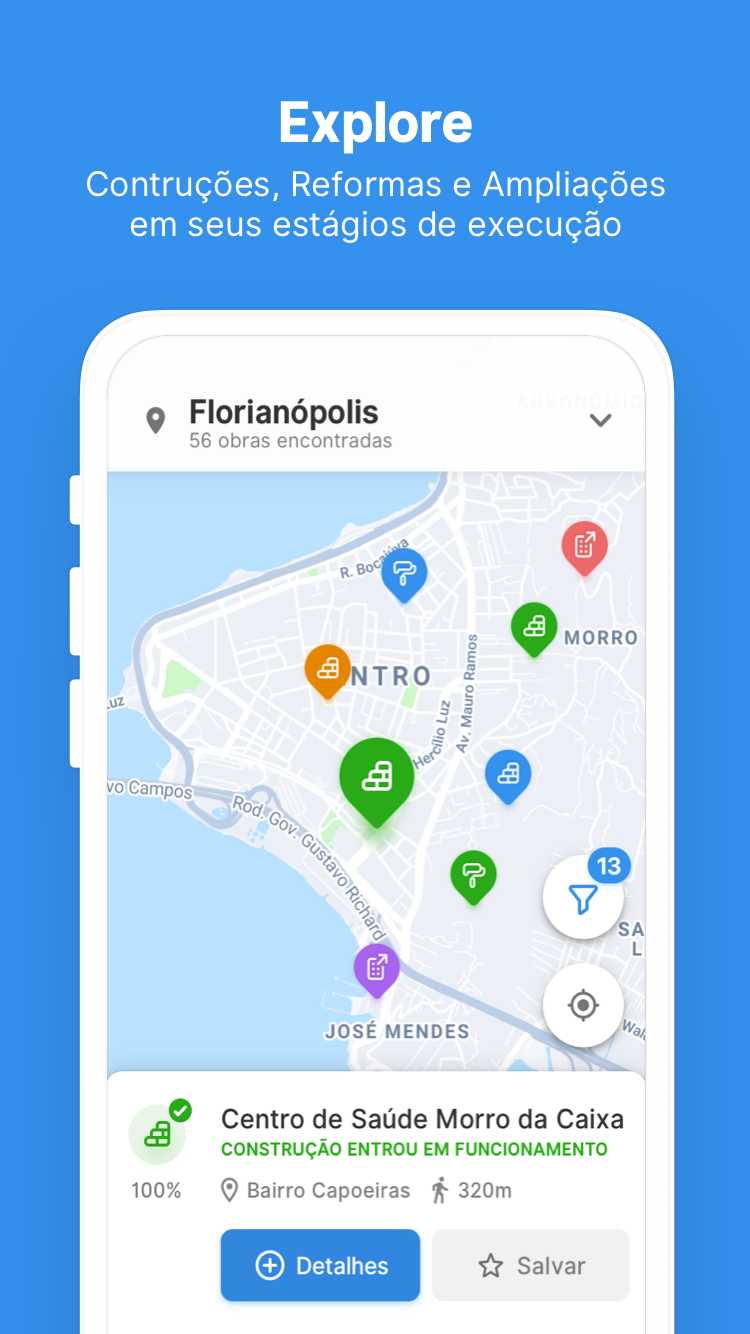 Explore
Contruções, Reformas e Ampliações
em seus estágios de execução
Florianópolis
56 obras encontradas
AGRONÔMIC
R. Bocaiúva
MORRO
NTRO
Luz
Hercílio Luz
Av. Mauro Ramos
vo Campos
Rod. Gov. Gustavo Richard
13
SA
L
JOSÉ MENDES
Centro de Saúde Morro da Caixa
CONSTRUÇÃO ENTROU EM FUNCIONAMENTO
100%
Bairro Capoeiras
320m
Detalhes
Salvar